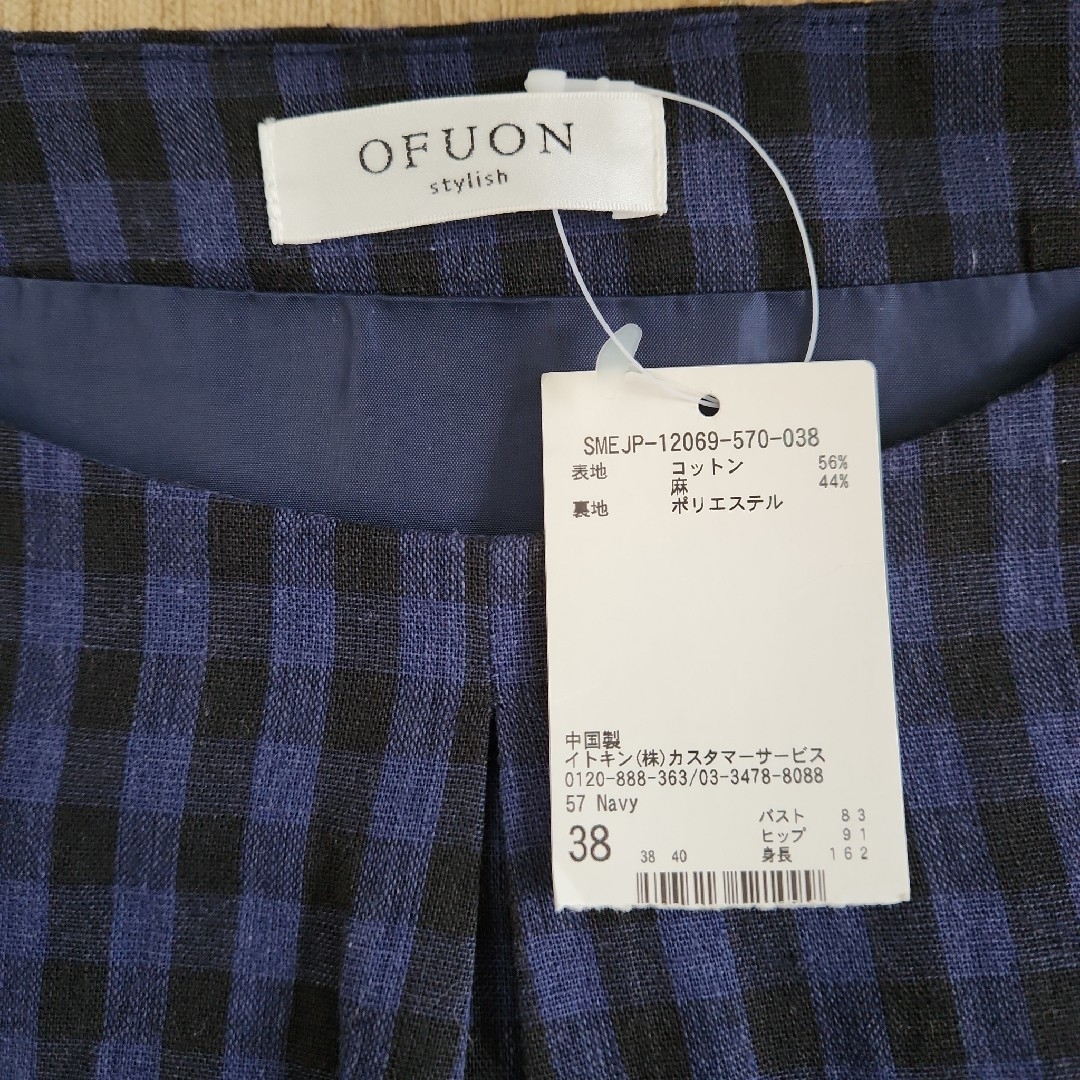 OFUON
stylish
SMEJP-12069-570-038
表地 コットン 56%
麻 44%
裏地 ポリエステル
中国製
イトキン(株)カスタマーサービス
0120-888-363/03-3478-8088
57 Navy
バスト 83
ヒップ 91
38 38 40 身長 162